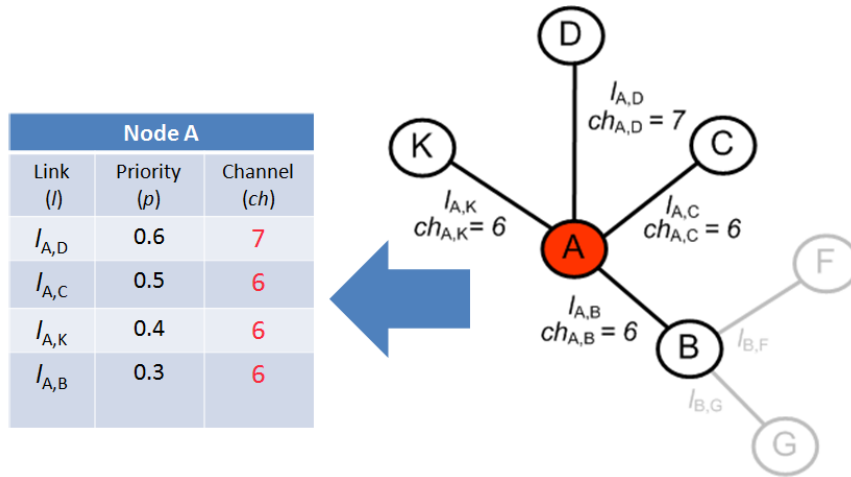 Node A
Link Priority Channel
(l) (p) (ch)
lA,D 0.6 7
lA,C 0.5 6
lA,K 0.4 6
lA,B 0.3 6
D
lA,D
chA,D = 7
K
C
lA,K
chA,K= 6
lA,C
chA,C = 6
A
F
lA,B
chA,B = 6
B
lB,F
lB,G
G